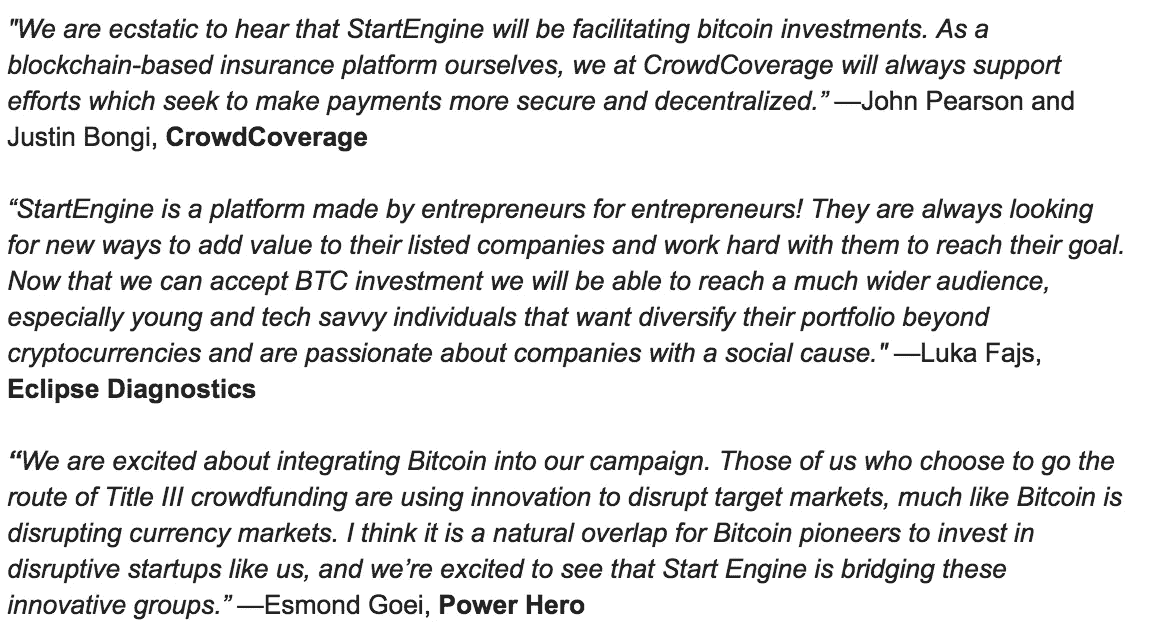 "We are ecstatic to hear that StartEngine will be facilitating bitcoin investments. As a
blockchain-based insurance platform ourselves, we at CrowdCoverage will always support
efforts which seek to make payments more secure and decentralized.” —John Pearson and
Justin Bongi, CrowdCoverage
“StartEngine is a platform made by entrepreneurs for entrepreneurs! They are always looking
for new ways to add value to their listed companies and work hard with them to reach their goal.
Now that we can accept BTC investment we will be able to reach a much wider audience,
especially young and tech savvy individuals that want diversify their portfolio beyond
cryptocurrencies and are passionate about companies with a social cause." —Luka Fajs,
Eclipse Diagnostics
“We are excited about integrating Bitcoin into our campaign. Those of us who choose to go the
route of Title III crowdfunding are using innovation to disrupt target markets, much like Bitcoin is
disrupting currency markets. I think it is a natural overlap for Bitcoin pioneers to invest in
disruptive startups like us, and we’re excited to see that Start Engine is bridging these
innovative groups.” —Esmond Goei, Power Hero